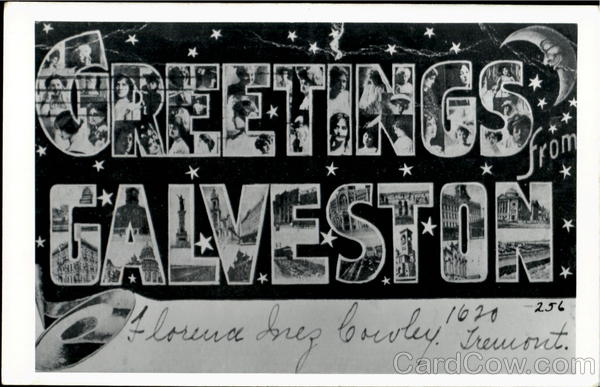 GREETINGS
from
GALVESTON
256
Florence Inez Cowley. 1620 Tremont.
CardCow.com®